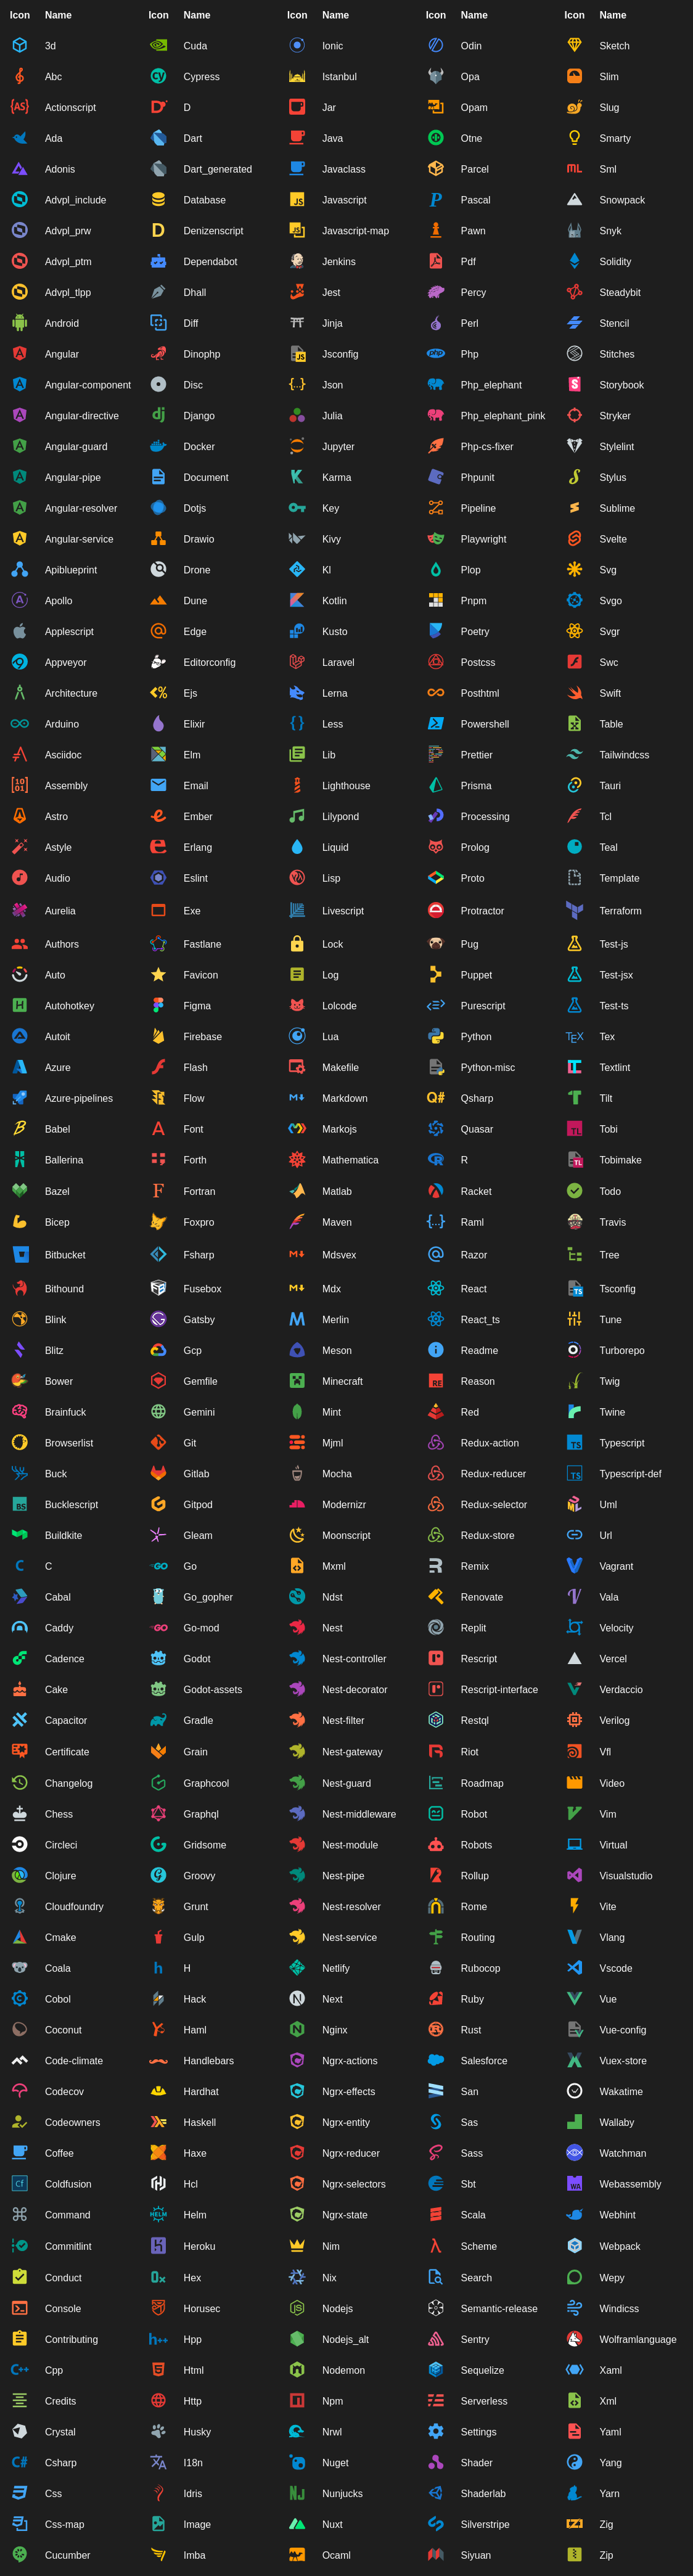 Icon Name Icon Name Icon Name Icon Name Icon Name
3d Cuda Ionic Odin Sketch
Abc Cypress Istanbul Opa Slim
Actionscript D Jar Opam Slug
Ada Dart Java Otne Smarty
Adonis Dart_generated Javaclass Parcel Sml
Advpl_include Database Javascript Pascal Snowpack
Advpl_prw Denizenscript Javascript-map Pawn Snyk
Advpl_ptm Dependabot Jenkins Pdf Solidity
Advpl_tlpp Dhall Jest Percy Steadybit
Android Diff Jinja Perl Stencil
Angular Dinophp Jsconfig Php Stitches
Angular-component Disc Json Php_elephant Storybook
Angular-directive Django Julia Php_elephant_pink Stryker
Angular-guard Docker Jupyter Php-cs-fixer Stylelint
Angular-pipe Document Karma Phpunit Stylus
Angular-resolver Dotjs Key Pipeline Sublime
Angular-service Drawio Kivy Playwright Svelte
Apiblueprint Drone Kl Plop Svg
Apollo Dune Kotlin Pnpm Svgo
Applescript Edge Kusto Poetry Svgr
Appveyor Editorconfig Laravel Postcss Swc
Architecture Ejs Lerna Posthtml Swift
Arduino Elixir Less Powershell Table
Asciidoc Elm Lib Prettier Tailwindcss
Assembly Email Lighthouse Prisma Tauri
Astro Ember Lilypond Processing Tcl
Astyle Erlang Liquid Prolog Teal
Audio Eslint Lisp Proto Template
Aurelia Exe Livescript Protractor Terraform
Authors Fastlane Lock Pug Test-js
Auto Favicon Log Puppet Test-jsx
Autohotkey Figma Lolcode Purescript Test-ts
Autoit Firebase Lua Python Tex
Azure Flash Makefile Python-misc Textlint
Azure-pipelines Flow Markdown Qsharp Tilt
Babel Font Markojs Quasar Tobi
Ballerina Forth Mathematica R Tobimake
Bazel Fortran Matlab Racket Todo
Bicep Foxpro Maven Raml Travis
Bitbucket Fsharp Mdsvex Razor Tree
Bithound Fusebox Mdx React Tsconfig
Blink Gatsby Merlin React_ts Tune
Blitz Gcp Meson Readme Turborepo
Bower Gemfile Minecraft Reason Twig
Brainfuck Gemini Mint Red Twine
Browserlist Git Mjml Redux-action Typescript
Buck Gitlab Mocha Redux-reducer Typescript-def
Bucklescript Gitpod Modernizr Redux-selector Uml
Buildkite Gleam Moonscript Redux-store Url
C Go Mxml Remix Vagrant
Cabal Go_gopher Ndst Renovate Vala
Caddy Go-mod Nest Replit Velocity
Cadence Godot Nest-controller Rescript Vercel
Cake Godot-assets Nest-decorator Rescript-interface Verdaccio
Capacitor Gradle Nest-filter Restql Verilog
Certificate Grain Nest-gateway Riot Vfl
Changelog Graphcool Nest-guard Roadmap Video
Chess Graphql Nest-middleware Robot Vim
Circleci Gridsome Nest-module Robots Virtual
Clojure Groovy Nest-pipe Rollup Visualstudio
Cloudfoundry Grunt Nest-resolver Rome Vite
Cmake Gulp Nest-service Routing Vlang
Coala H Netlify Rubocop Vscode
Cobol Hack Next Ruby Vue
Coconut Haml Nginx Rust Vue-config
Code-climate Handlebars Ngrx-actions Salesforce Vuex-store
Codecov Hardhat Ngrx-effects San Wakatime
Codeowners Haskell Ngrx-entity Sas Wallaby
Coffee Haxe Ngrx-reducer Sass Watchman
Coldfusion Hcl Ngrx-selectors Sbt Webassembly
Command Helm Ngrx-state Scala Webhint
Commitlint Heroku Nim Scheme Webpack
Conduct Hex Nix Search Wepy
Console Horusec Nodejs Semantic-release Windicss
Contributing Hpp Nodejs_alt Sentry Wolframlanguage
Cpp Html Nodemon Sequelize Xaml
Credits Http Npm Serverless Xml
Crystal Husky Nrwl Settings Yaml
Csharp I18n Nuget Shader Yang
Css Idris Nunjucks Shaderlab Yarn
Css-map Image Nuxt Silverstripe Zig
Cucumber Imba Ocaml Siyuan Zip